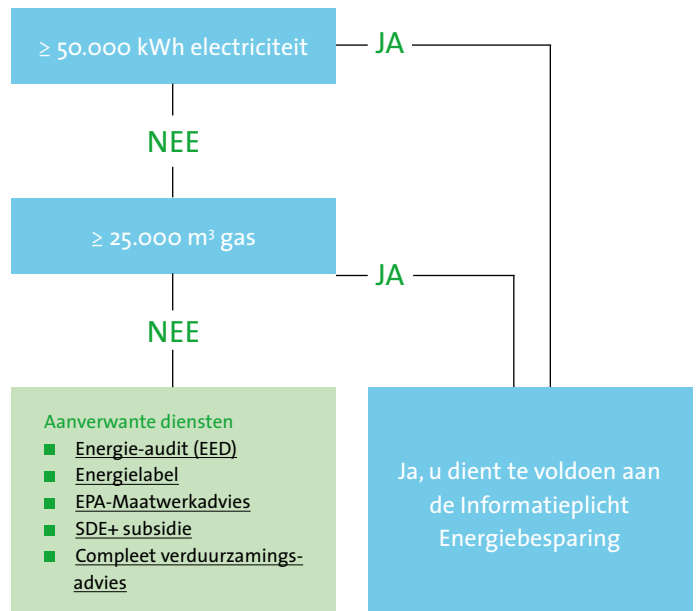 ≥ 50.000 kWh electriciteit
JA
NEE
≥ 25.000 m³ gas
JA
NEE
Aanverwante diensten
Energie-audit (EED)
Energielabel
EPA-Maatwerkadvies
SDE+ subsidie
Compleet verduurzamings-
advies
Ja, u dient te voldoen aan
de Informatieplicht
Energiebesparing